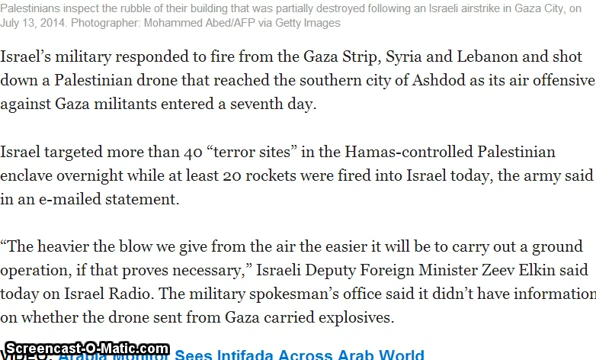 Palestinians inspect the rubble of their building that was partially destroyed following an Israeli airstrike in Gaza City, on
July 13, 2014. Photographer: Mohammed Abed/AFP via Getty Images
Israel’s military responded to fire from the Gaza Strip, Syria and Lebanon and shot
down a Palestinian drone that reached the southern city of Ashdod as its air offensive
against Gaza militants entered a seventh day.
Israel targeted more than 40 “terror sites” in the Hamas-controlled Palestinian
enclave overnight while at least 20 rockets were fired into Israel today, the army said
in an e-mailed statement.
“The heavier the blow we give from the air the easier it will be to carry out a ground
operation, if that proves necessary,” Israeli Deputy Foreign Minister Zeev Elkin said
today on Israel Radio. The military spokesman’s office said it didn’t have information
on whether the drone sent from Gaza carried explosives.
Screencast-O-Matic.com
VIDEO: Arabia Monitor Sees Intifada Across Arab World